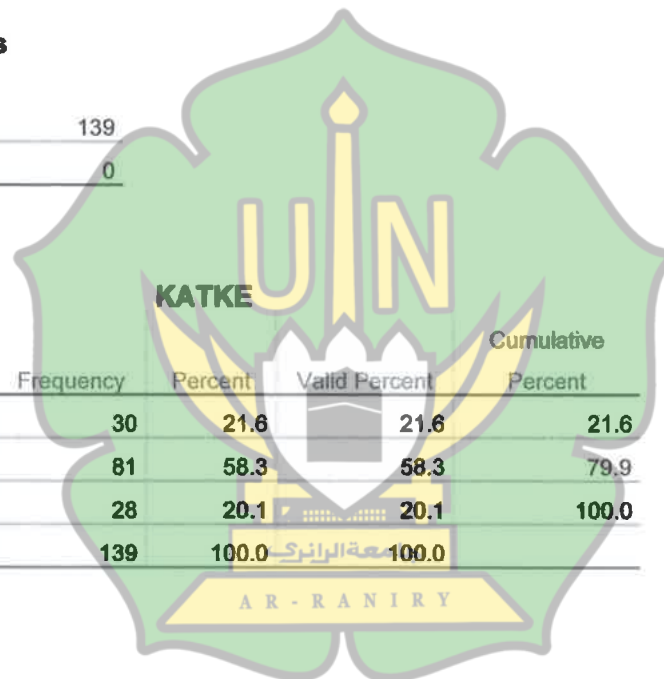 s
139
0
UIN
KATKE
Cumulative
Frequency Percent Valid Percent Percent
30 21.6 21.6 21.6
81 58.3 58.3 79.9
28 20.1 20.1 100.0
139 100.0 100.0
جامعةالرانري
AR-RANIRY